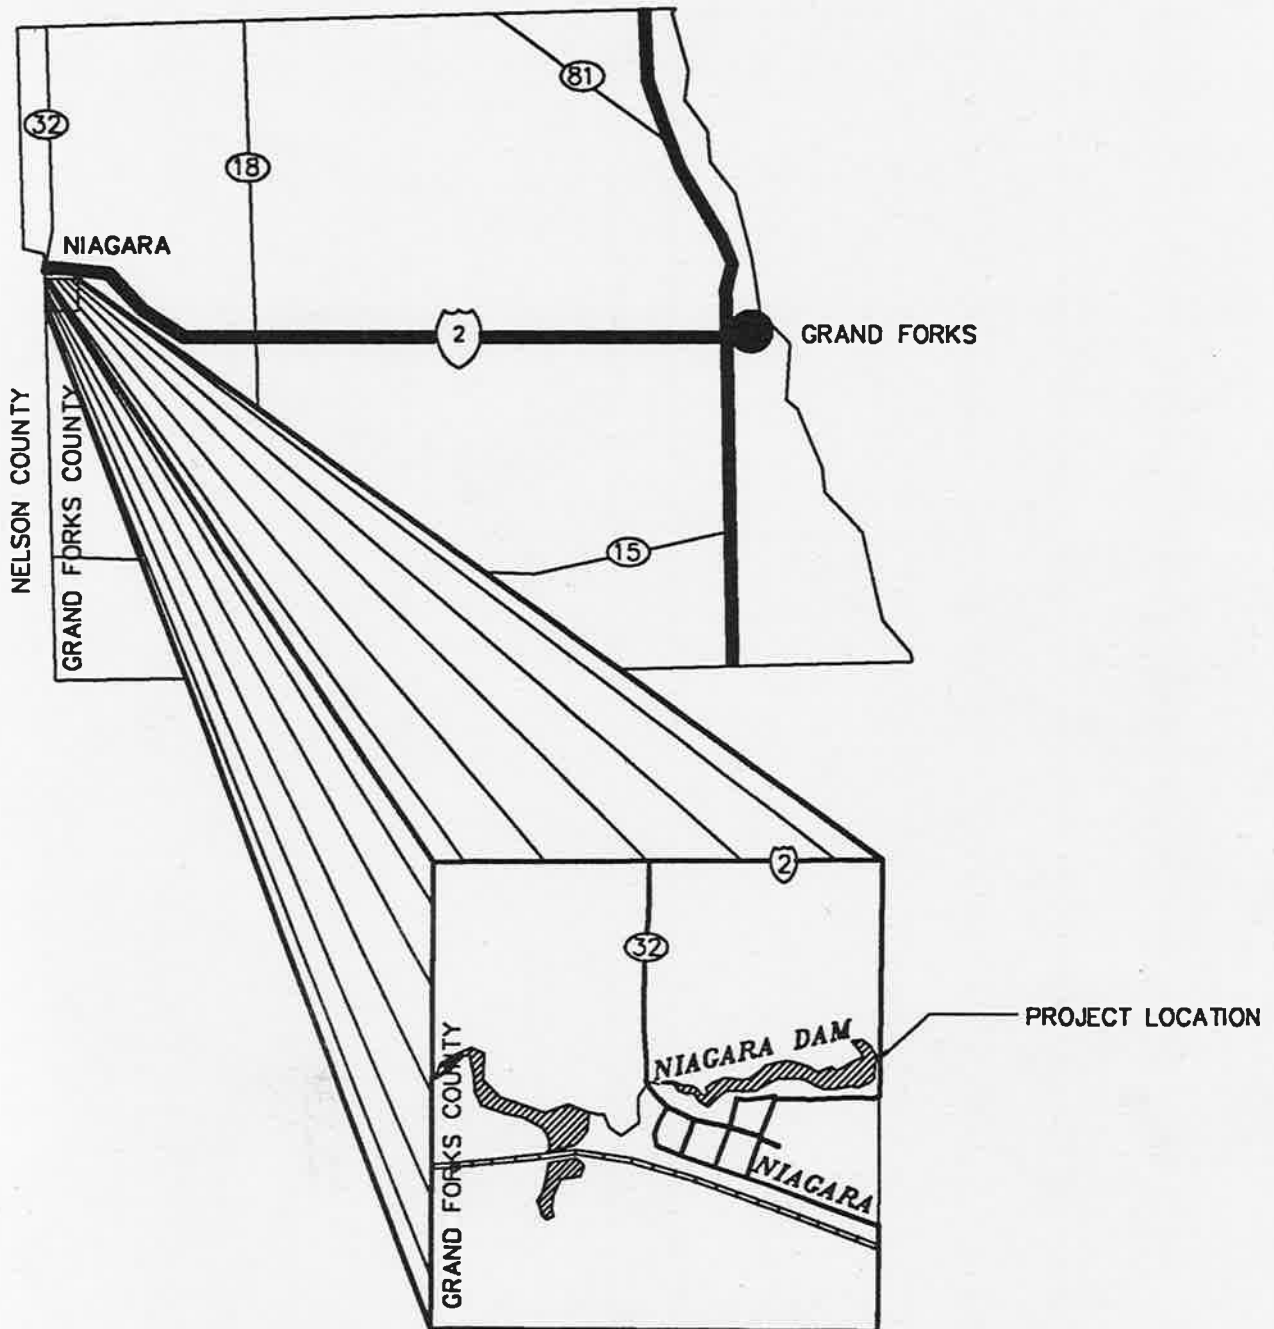 81
32
18
NIAGARA
2
GRAND FORKS
NELSON COUNTY
GRAND FORKS COUNTY
15
2
32
PROJECT LOCATION
NIAGARA DAM
GRAND FORKS COUNTY
NIAGARA